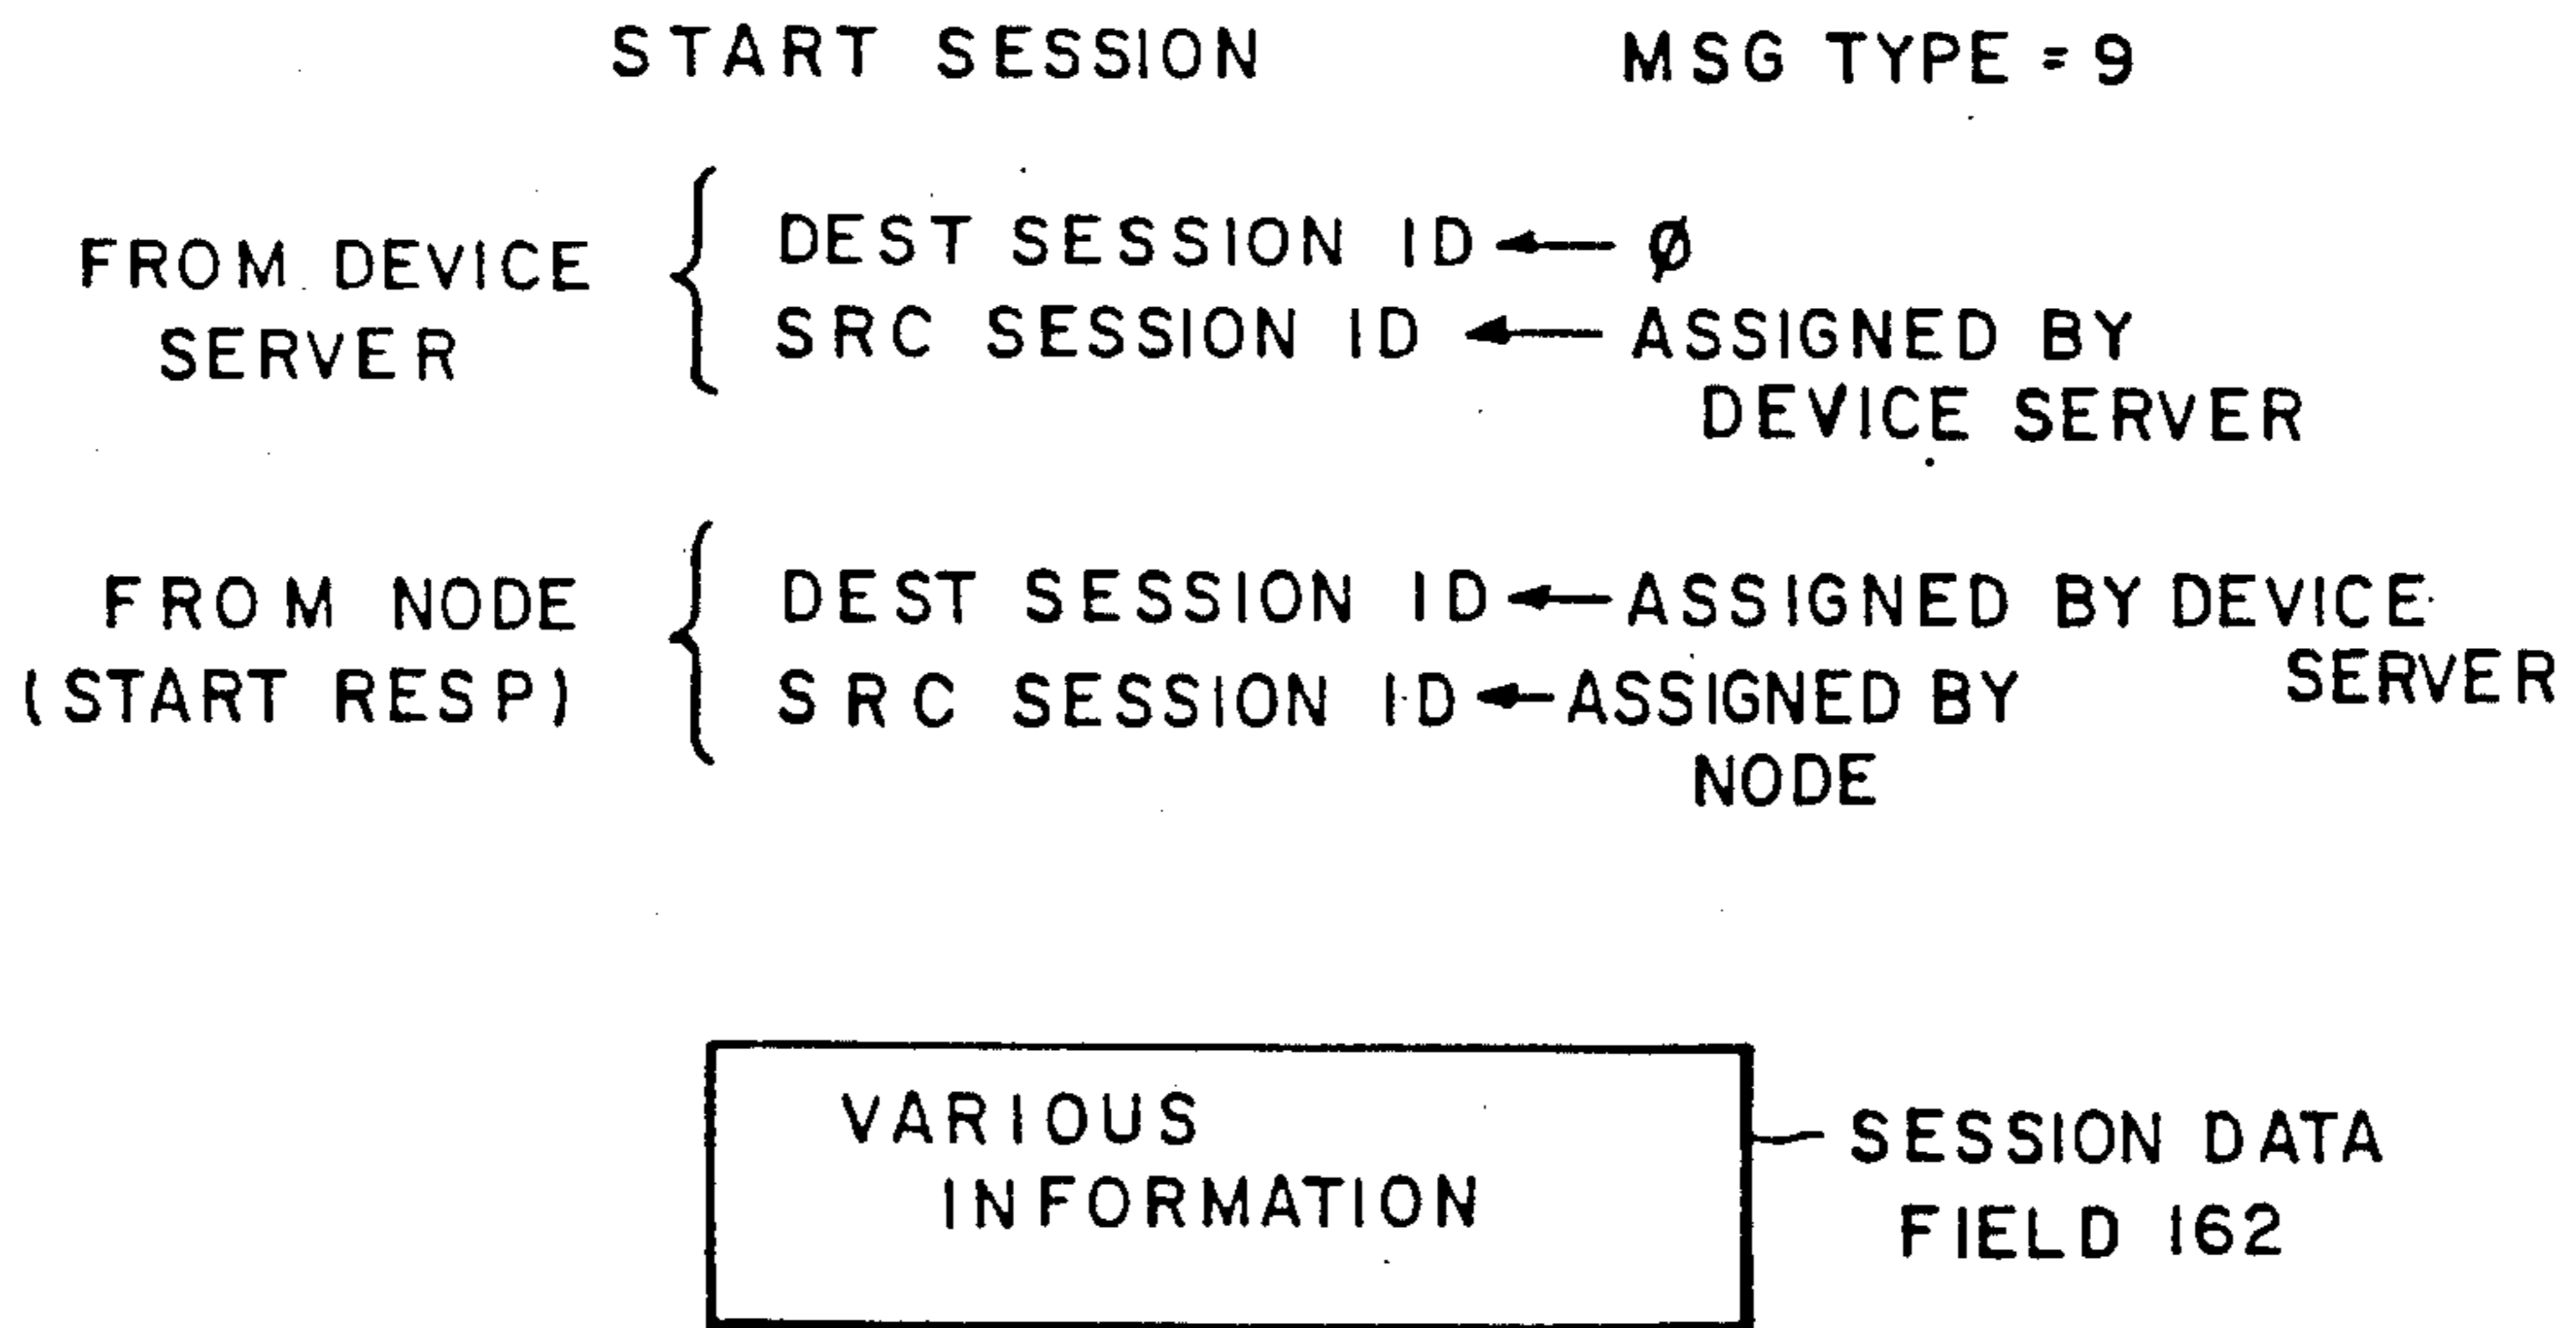 START SESSION MSG TYPE = 9
FROM DEVICE SERVER
DEST SESSION ID ← Ø
SRC SESSION ID ← ASSIGNED BY
DEVICE SERVER
FROM NODE
(START RESP)
DEST SESSION ID ← ASSIGNED BY DEVICE
SERVER
SRC SESSION ID ← ASSIGNED BY
NODE
VARIOUS
INFORMATION
SESSION DATA
FIELD 162